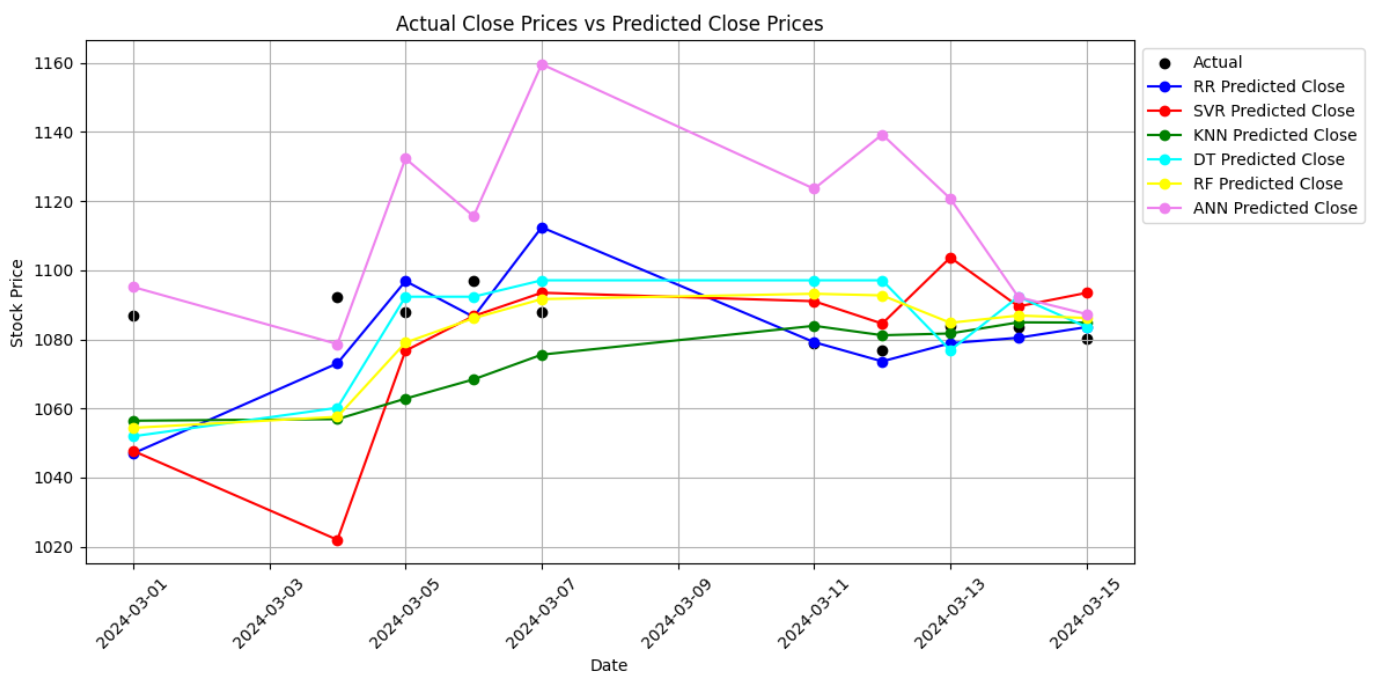 Actual Close Prices vs Predicted Close Prices
1160
1140
1120
1100
1080
1060
1040
1020
Stock Price
2024-03-01
2024-03-03
2024-03-05
2024-03-07
2024-03-09
2024-03-11
2024-03-13
2024-03-15
Date
Actual
RR Predicted Close
SVR Predicted Close
KNN Predicted Close
DT Predicted Close
RF Predicted Close
ANN Predicted Close